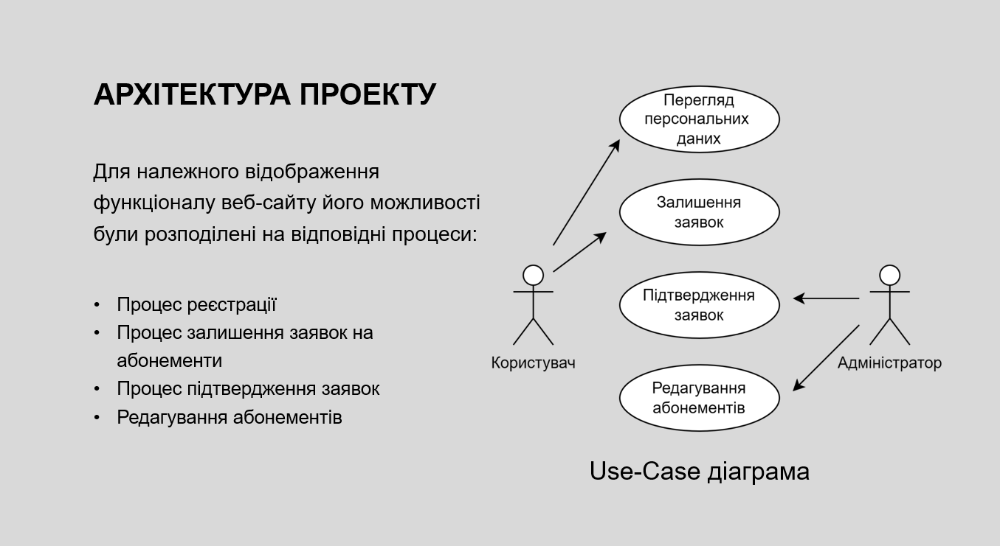 АРХІТЕКТУРА ПРОЕКТУ
Для належного відображення
функціоналу веб-сайту його можливості
були розподілені на відповідні процеси:
• Процес реєстрації
• Процес залишення заявок на
абонементи
• Процес підтвердження заявок
• Редагування абонементів
Перегляд
персональних
даних
Залишення
заявок
Підтвердження
заявок
Редагування
абонементів
Користувач
Адміністратор
Use-Case діаграма